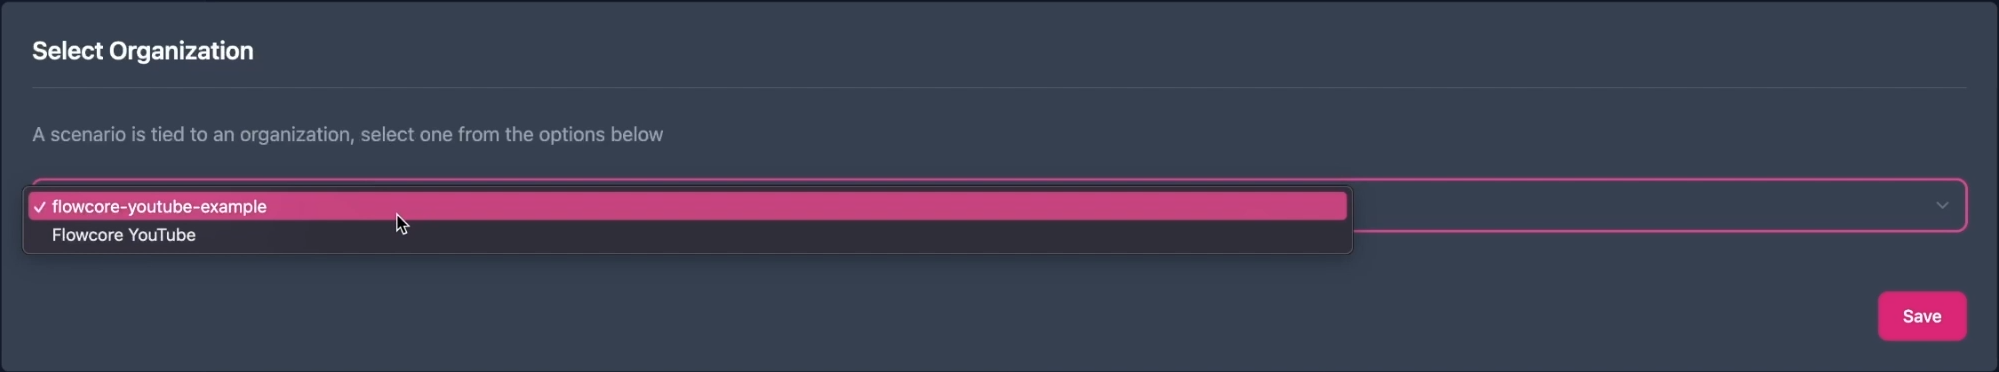 Select Organization
A scenario is tied to an organization, select one from the options below
✓ flowcore-youtube-example
Flowcore YouTube
Save